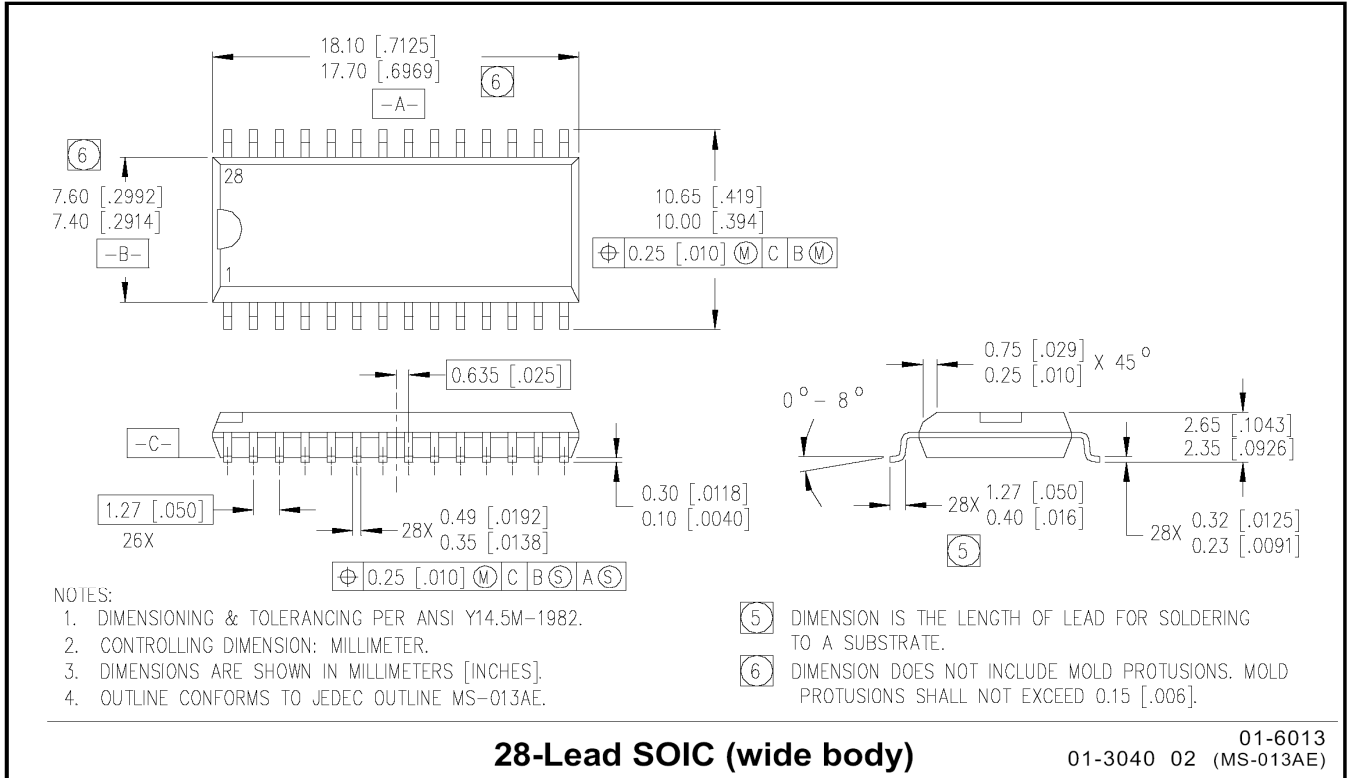 18.10 [.7125]
17.70 [.6969]
6
-A-
6
7.60 [.2992]
7.40 [.2914]
-B-
28
1
10.65 [.419]
10.00 [.394]
⌖ 0.25 [.010] Ⓜ C B Ⓜ
0.635 [.025]
-C-
1.27 [.050]
26X
28X 0.49 [.0192]
0.35 [.0138]
⌖ 0.25 [.010] Ⓜ C B Ⓢ A Ⓢ
0.30 [.0118]
0.10 [.0040]
0.75 [.029]
0.25 [.010] X 45°
0° - 8°
2.65 [.1043]
2.35 [.0926]
28X 1.27 [.050]
0.40 [.016]
5
28X 0.32 [.0125]
0.23 [.0091]
NOTES:
1. DIMENSIONING & TOLERANCING PER ANSI Y14.5M-1982.
2. CONTROLLING DIMENSION: MILLIMETER.
3. DIMENSIONS ARE SHOWN IN MILLIMETERS [INCHES].
4. OUTLINE CONFORMS TO JEDEC OUTLINE MS-013AE.
5 DIMENSION IS THE LENGTH OF LEAD FOR SOLDERING
TO A SUBSTRATE.
6 DIMENSION DOES NOT INCLUDE MOLD PROTUSIONS. MOLD
PROTUSIONS SHALL NOT EXCEED 0.15 [.006].
28-Lead SOIC (wide body)
01-6013
01-3040 02 (MS-013AE)